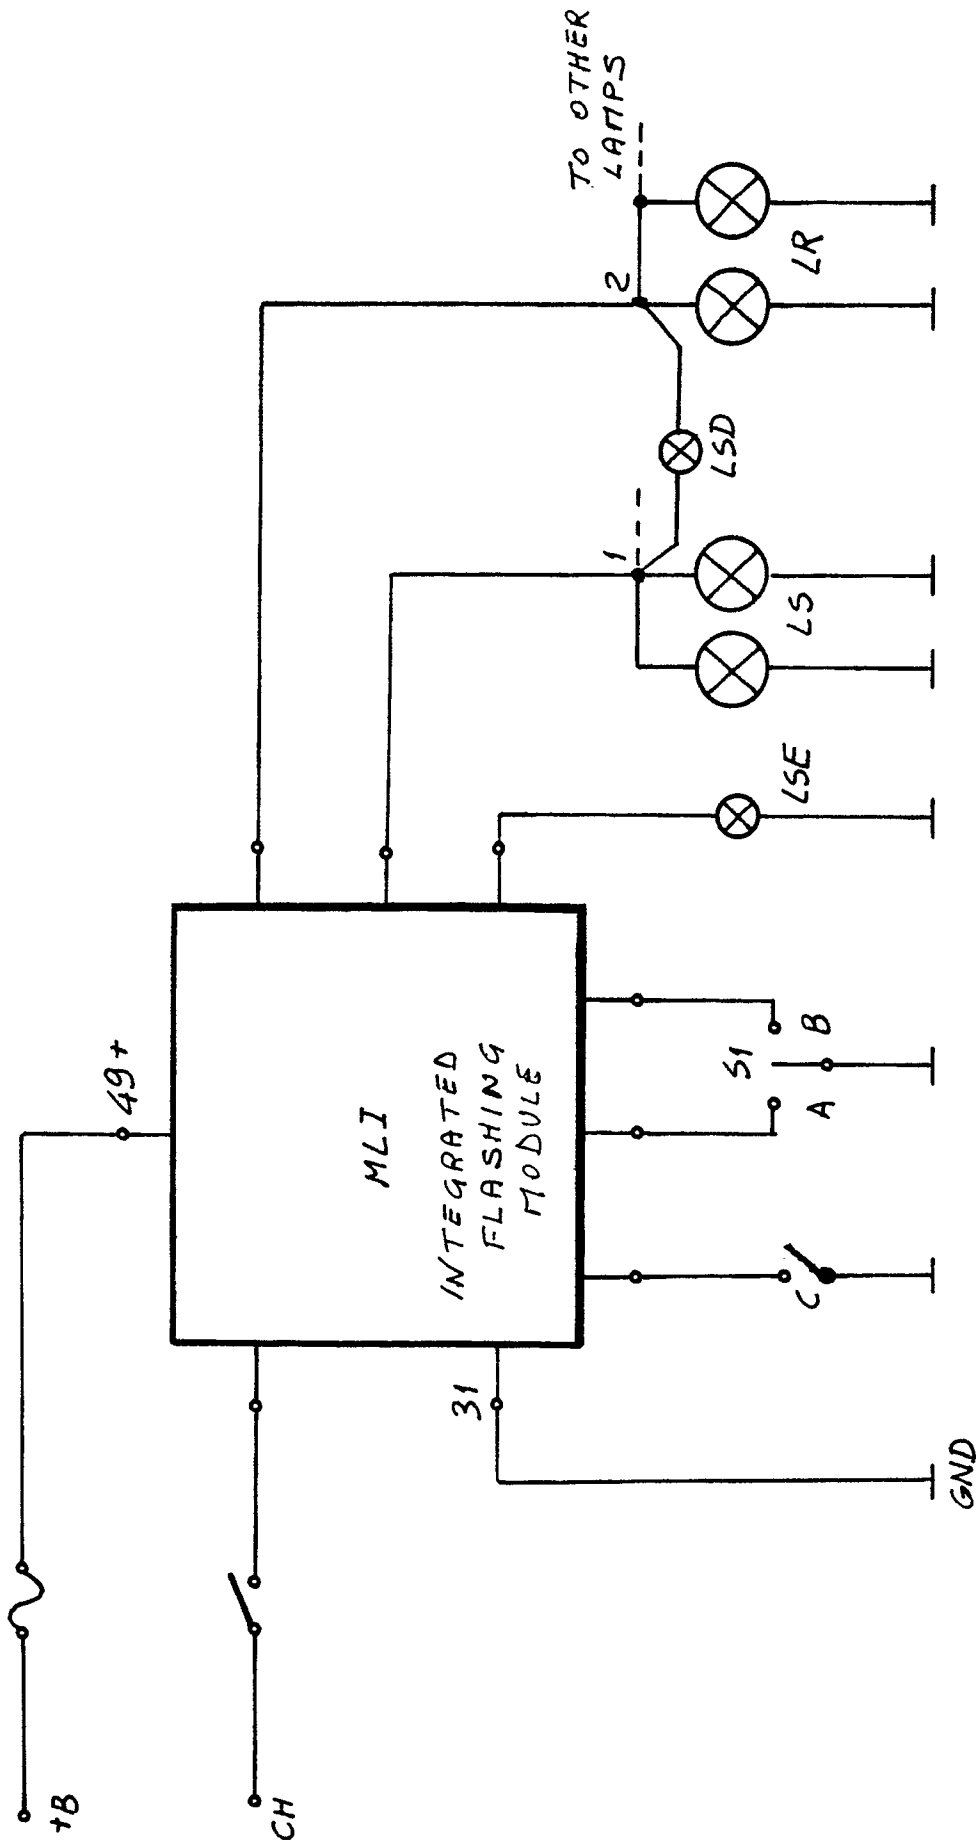 +B
CH
49+
31
MLI
INTEGRATED
FLASHING
MODULE
GND
C
A
S1
B
LSE
LS
1
LSD
2
LR
TO OTHER
LAMPS